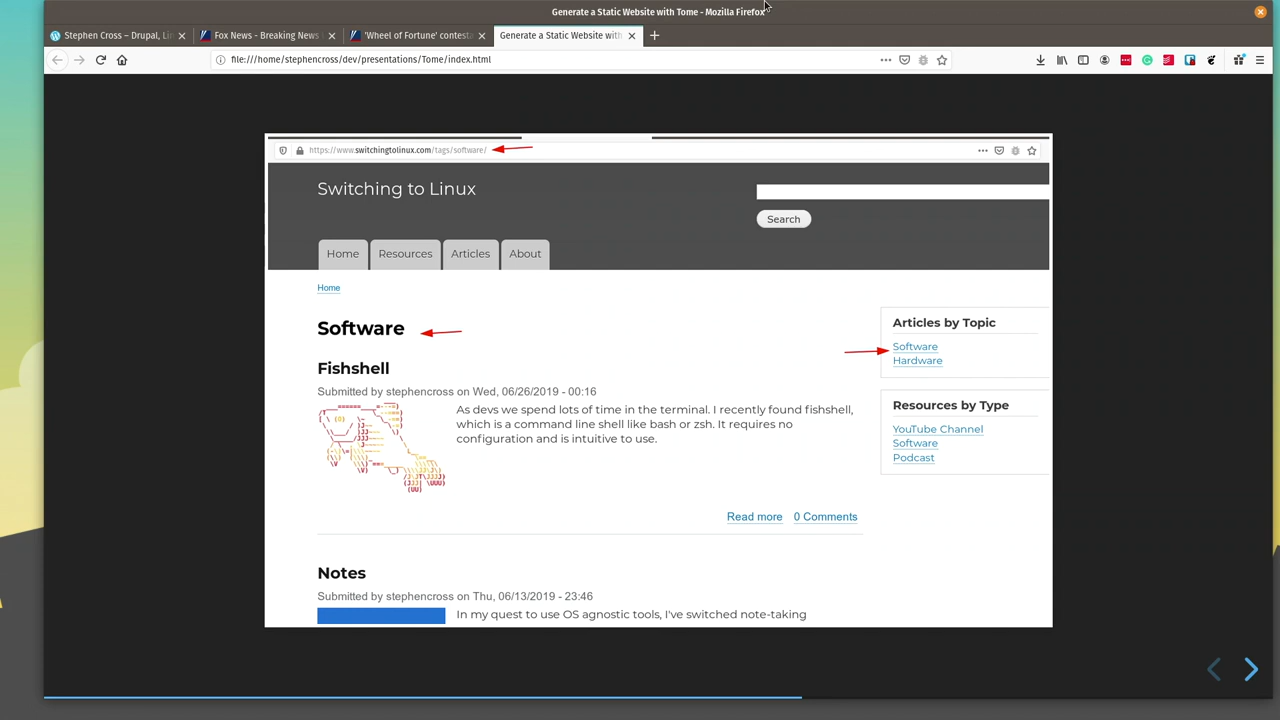 Generate a Static Website with Tome - Mozilla Firefox
Stephen Cross – Drupal, Lin
Fox News - Breaking News
'Wheel of Fortune' contesta
Generate a Static Website with
file:///home/stephencross/dev/presentations/Tome/index.html
https://www.switchingtolinux.com/tags/software/
Switching to Linux
Search
Home
Resources
Articles
About
Home
Software
Fishshell
Submitted by stephencross on Wed, 06/26/2019 - 00:16
As devs we spend lots of time in the terminal. I recently found fishshell,
which is a command line shell like bash or zsh. It requires no
configuration and is intuitive to use.
Read more
0 Comments
Notes
Submitted by stephencross on Thu, 06/13/2019 - 23:46
In my quest to use OS agnostic tools, I've switched note-taking
Articles by Topic
Software
Hardware
Resources by Type
YouTube Channel
Software
Podcast